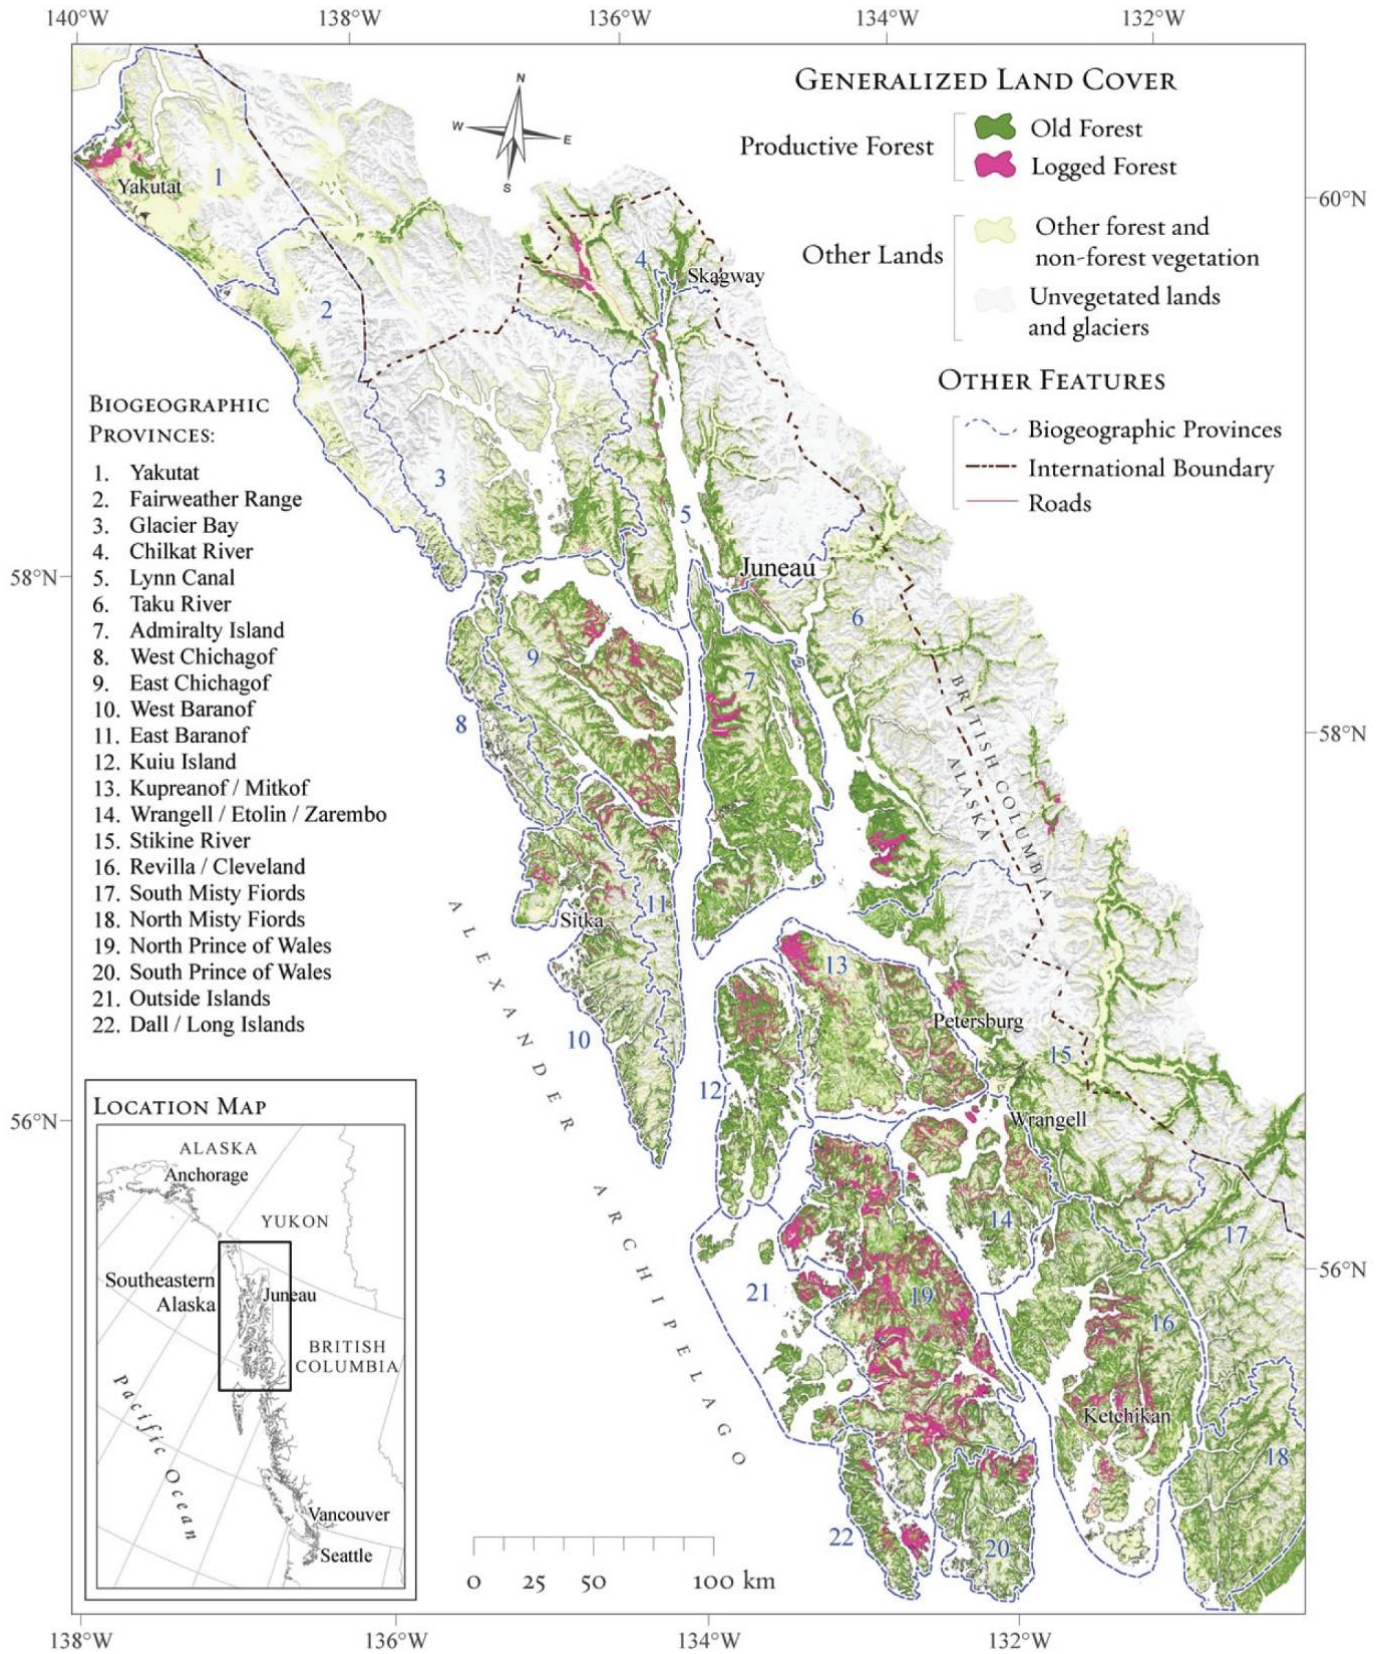 140°W 138°W 136°W 134°W 132°W
N
W E
S
GENERALIZED LAND COVER
Productive Forest
Old Forest
Logged Forest
Other Lands
Other forest and
non-forest vegetation
Unvegetated lands
and glaciers
OTHER FEATURES
Biogeographic Provinces
International Boundary
Roads
60°N
58°N
58°N
56°N
56°N
Yakutat
1
2
3
4
Skagway
5
Juneau
6
7
8
9
10
11
Sitka
12
13
Petersburg
15
Wrangell
14
17
16
19
21
Ketchikan
18
22
20
BRITISH COLUMBIA
ALASKA
ALEXANDER ARCHIPELAGO
BIOGEOGRAPHIC
PROVINCES:
1. Yakutat
2. Fairweather Range
3. Glacier Bay
4. Chilkat River
5. Lynn Canal
6. Taku River
7. Admiralty Island
8. West Chichagof
9. East Chichagof
10. West Baranof
11. East Baranof
12. Kuiu Island
13. Kupreanof / Mitkof
14. Wrangell / Etolin / Zarembo
15. Stikine River
16. Revilla / Cleveland
17. South Misty Fiords
18. North Misty Fiords
19. North Prince of Wales
20. South Prince of Wales
21. Outside Islands
22. Dall / Long Islands
LOCATION MAP
ALASKA
Anchorage
YUKON
Southeastern
Alaska
Juneau
BRITISH
COLUMBIA
Pacific Ocean
Vancouver
Seattle
0 25 50 100 km
138°W 136°W 134°W 132°W